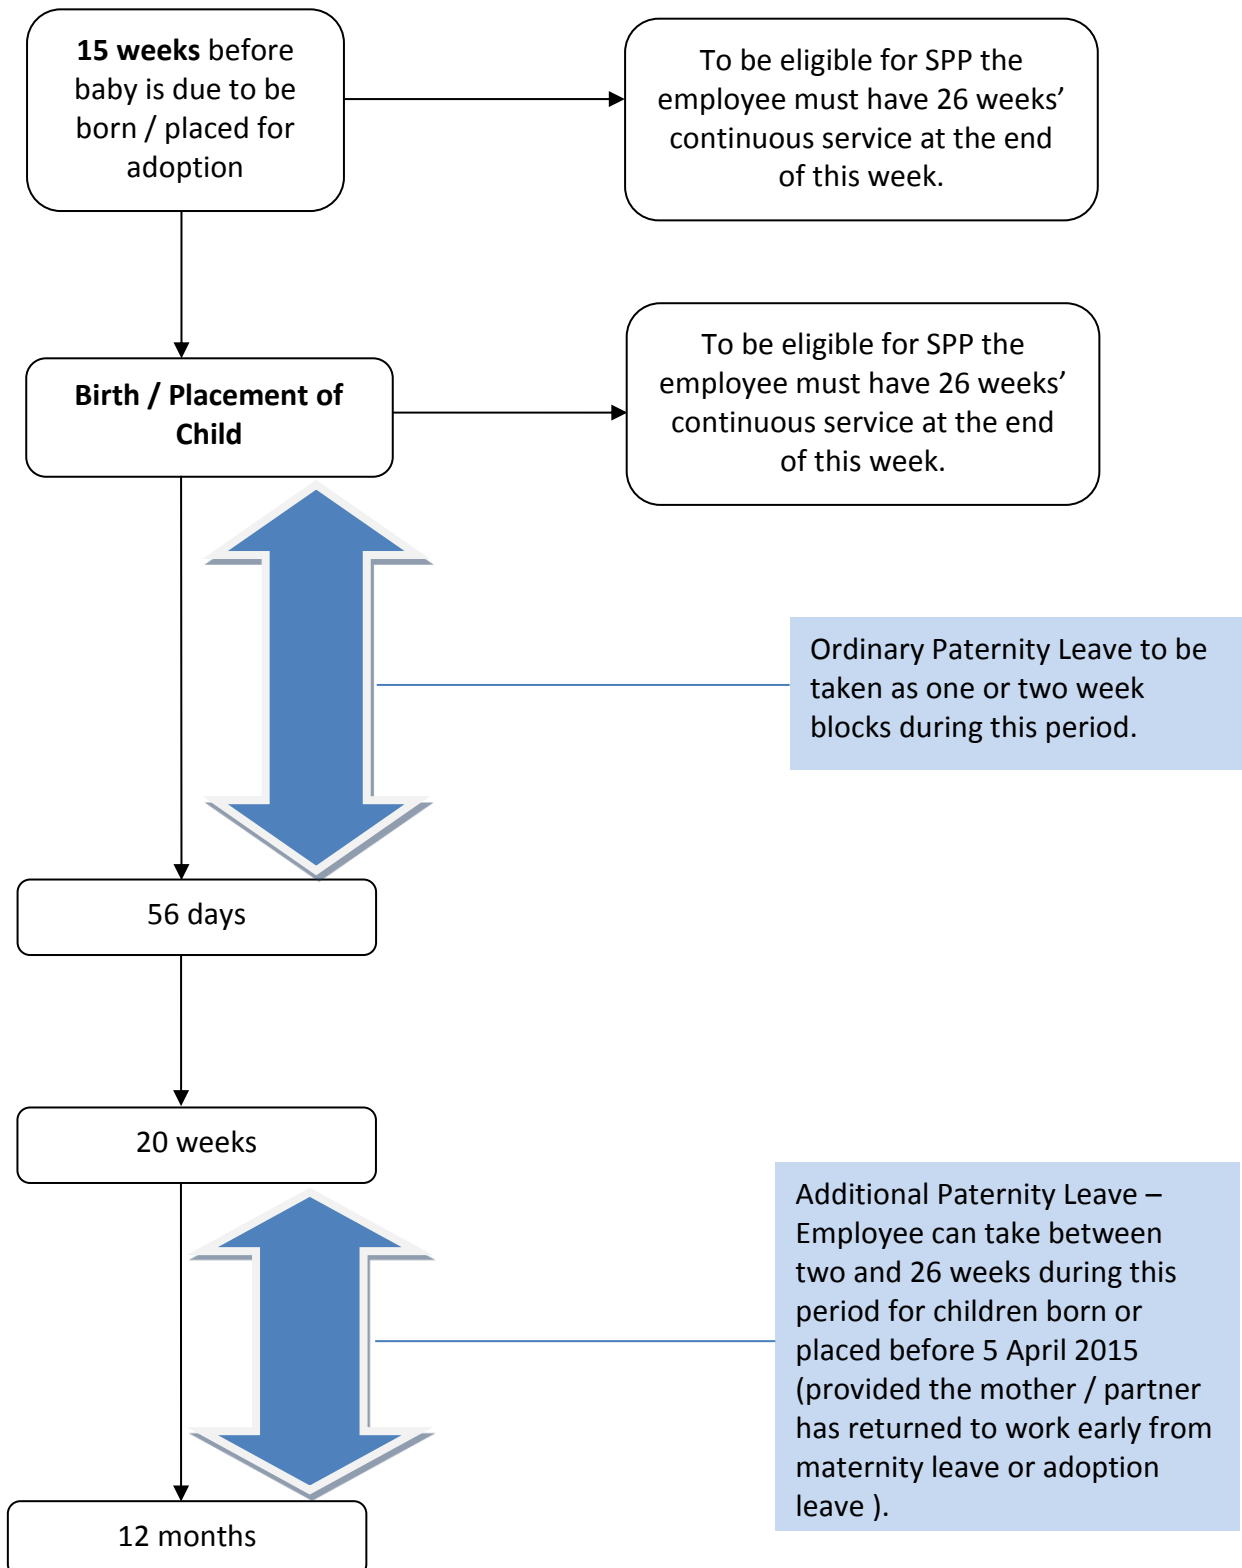 15 weeks before
baby is due to be
born / placed for
adoption
To be eligible for SPP the
employee must have 26 weeks’
continuous service at the end
of this week.
Birth / Placement of
Child
To be eligible for SPP the
employee must have 26 weeks’
continuous service at the end
of this week.
Ordinary Paternity Leave to be
taken as one or two week
blocks during this period.
56 days
20 weeks
Additional Paternity Leave –
Employee can take between
two and 26 weeks during this
period for children born or
placed before 5 April 2015
(provided the mother / partner
has returned to work early from
maternity leave or adoption
leave ).
12 months